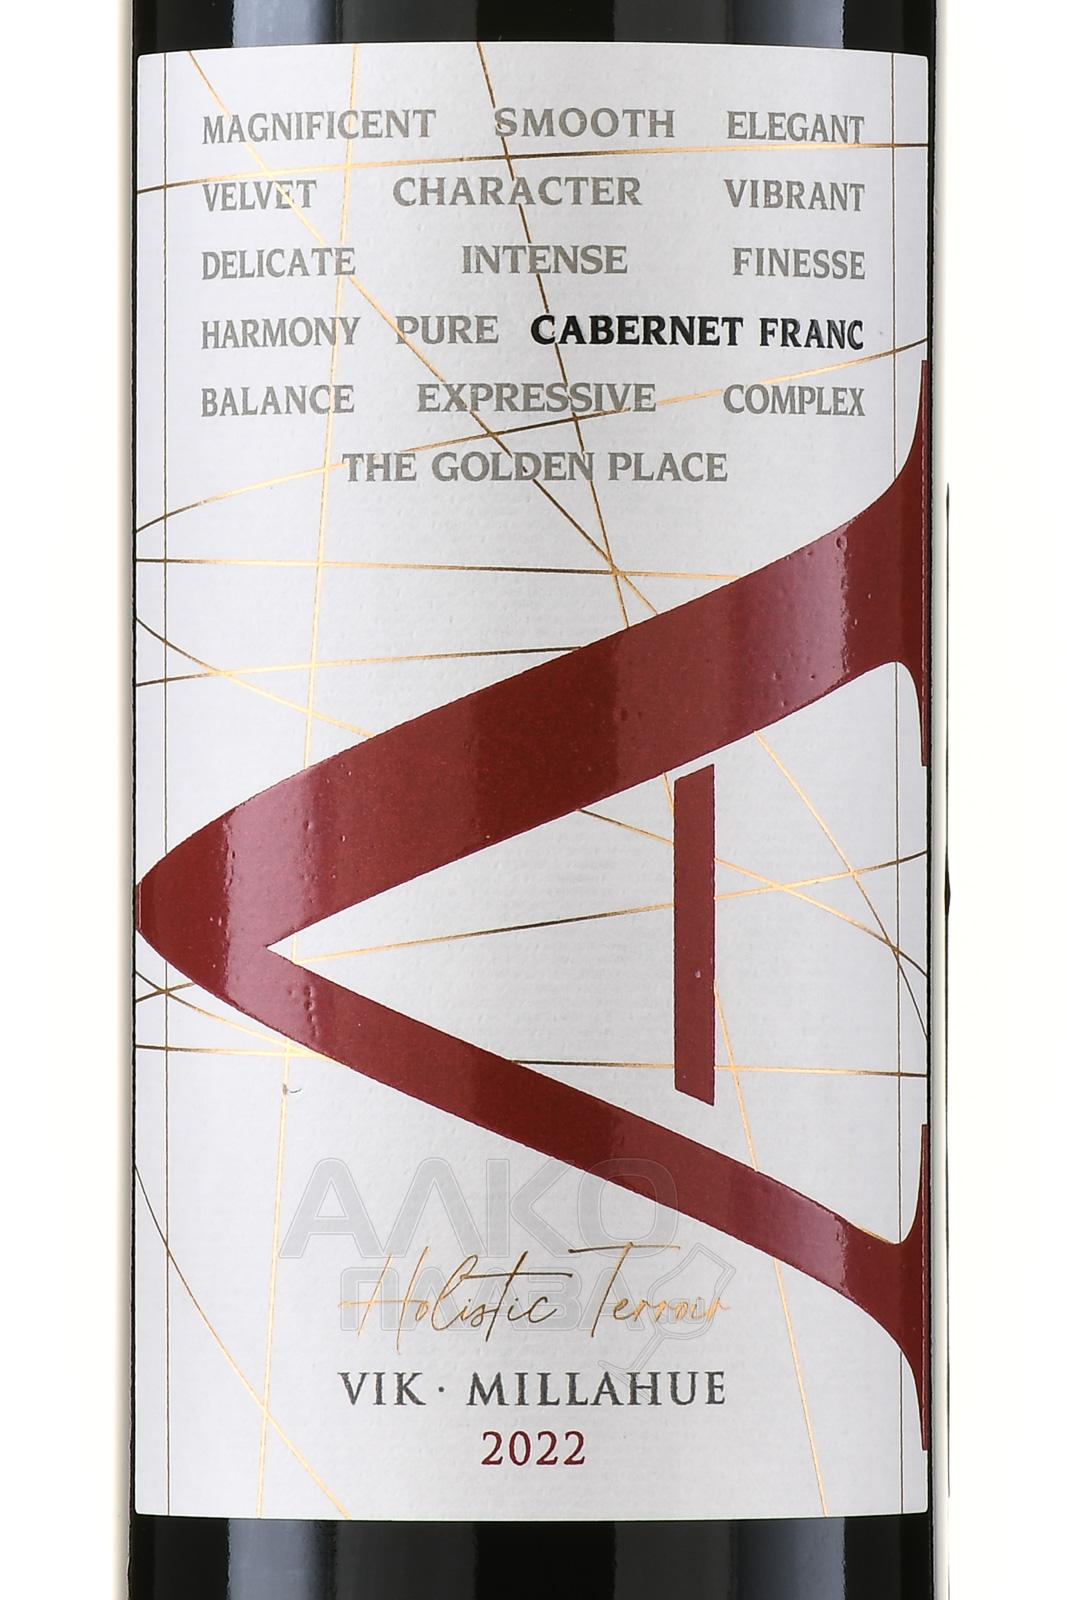 MAGNIFICENT SMOOTH ELEGANT
VELVET CHARACTER VIBRANT
DELICATE INTENSE FINESSE
HARMONY PURE CABERNET FRANC
BALANCE EXPRESSIVE COMPLEX
THE GOLDEN PLACE
A
АЛКО
ПЛАЗА.RU
Holistic Terroir
VIK · MILLAHUE
2022